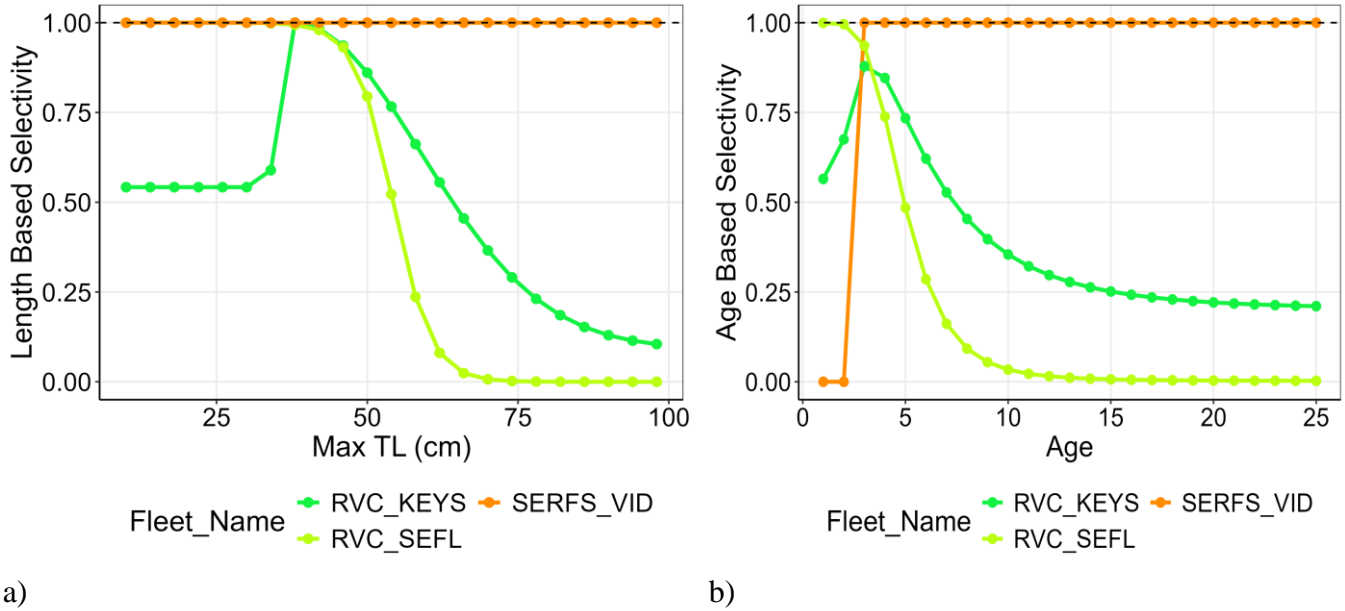 1.00
0.75
0.50
0.25
0.00
Length Based Selectivity
25 50 75 100
Max TL (cm)
Fleet_Name
RVC_KEYS SERFS_VID
RVC_SEFL
a)
1.00
0.75
0.50
0.25
0.00
Age Based Selectivity
0 5 10 15 20 25
Age
Fleet_Name
RVC_KEYS SERFS_VID
RVC_SEFL
b)